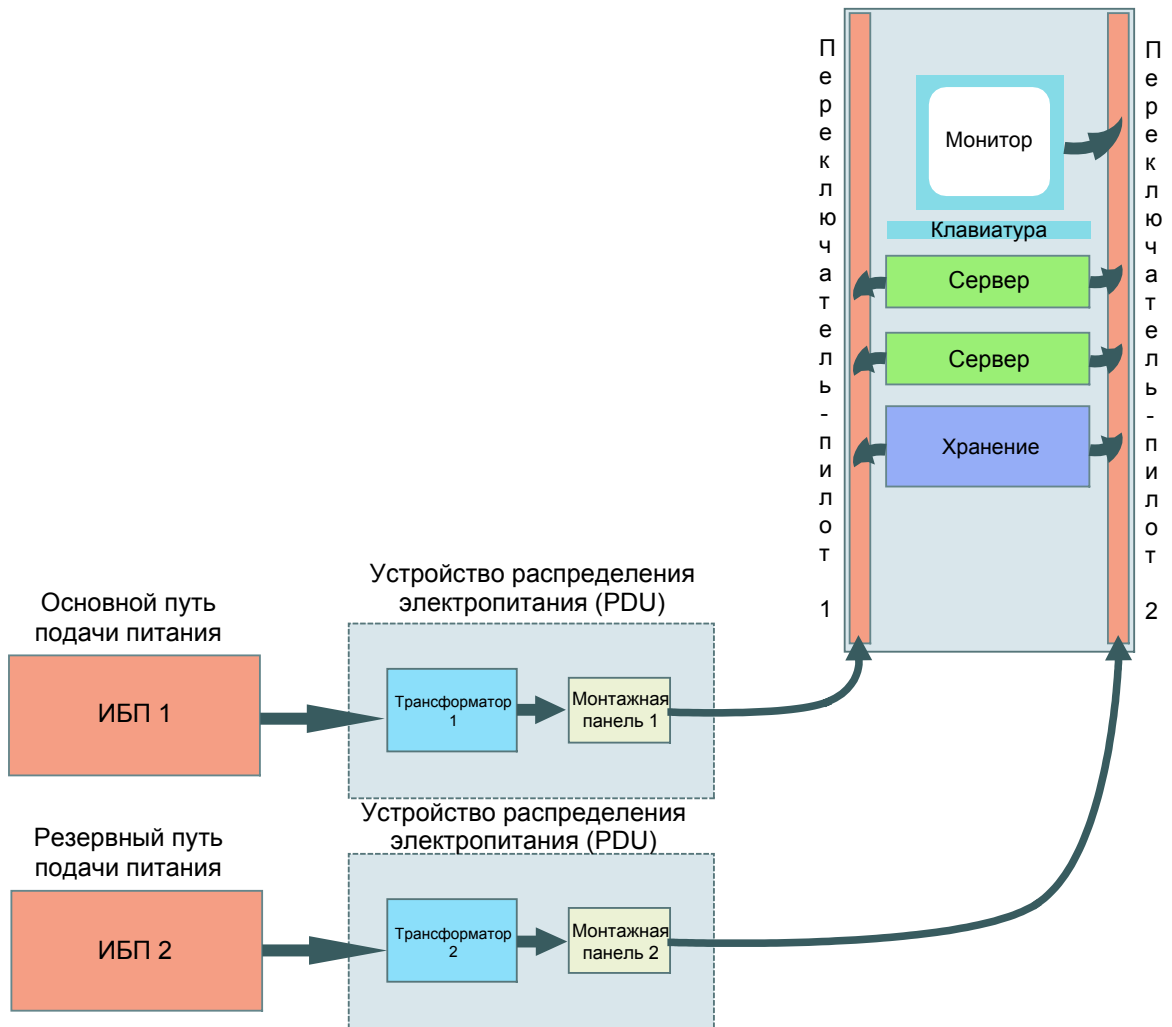 Переключатель-пилот 1
Переключатель-пилот 2
Монитор
Клавиатура
Сервер
Сервер
Хранение
Основной путь
подачи питания
ИБП 1
Устройство распределения
электропитания (PDU)
Трансформатор
1
Монтажная
панель 1
Резервный путь
подачи питания
ИБП 2
Устройство распределения
электропитания (PDU)
Трансформатор
2
Монтажная
панель 2